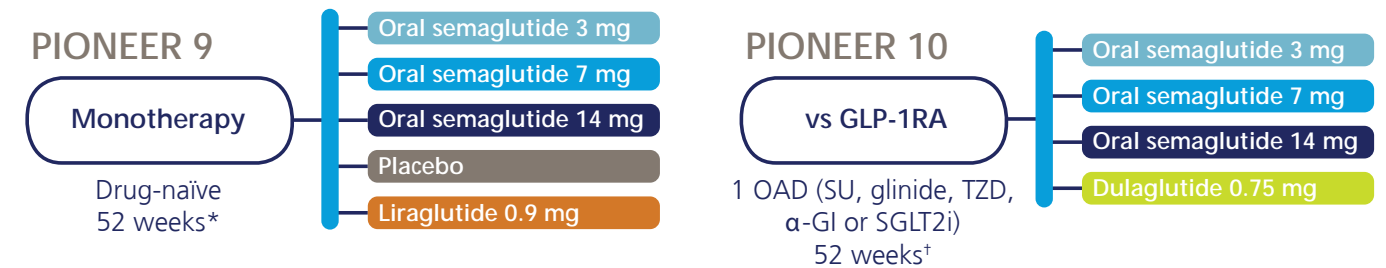 PIONEER 9
Monotherapy
Drug-naïve
52 weeks*
Oral semaglutide 3 mg
Oral semaglutide 7 mg
Oral semaglutide 14 mg
Placebo
Liraglutide 0.9 mg
PIONEER 10
vs GLP-1RA
1 OAD (SU, glinide, TZD,
α-GI or SGLT2i)
52 weeks†
Oral semaglutide 3 mg
Oral semaglutide 7 mg
Oral semaglutide 14 mg
Dulaglutide 0.75 mg